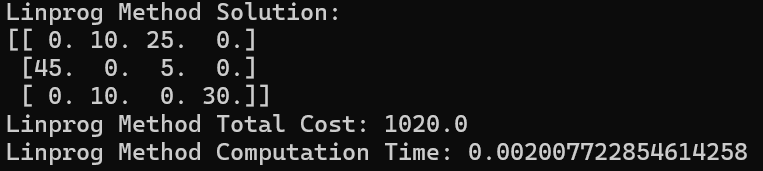 Linprog Method Solution:
[[ 0. 10. 25.  0.]
 [45.  0.  5.  0.]
 [ 0. 10.  0. 30.]]
Linprog Method Total Cost: 1020.0
Linprog Method Computation Time: 0.002007722854614258